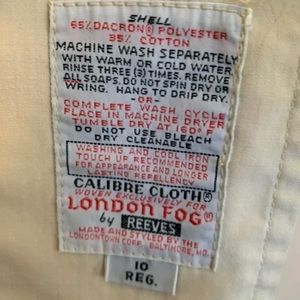 SHELL
65% DACRON® POLYESTER
35% COTTON
MACHINE WASH SEPARATELY
WITH WARM OR COLD WATER.
RINSE THREE (3) TIMES. REMOVE
ALL SOAPS. DO NOT SPIN DRY OR
WRING. HANG TO DRIP DRY.
-OR-
COMPLETE WASH CYCLE
PLACE IN MACHINE DRYER
TUMBLE DRY AT 160°F
DO NOT USE BLEACH
DRY CLEANABLE
WASHING AND COOL IRON
TOUCH UP RECOMMENDED
FOR APPEARANCE AND LONGER
LASTING REPELLENCY
CALIBRE CLOTH®
WOVEN EXCLUSIVELY FOR
LONDON FOG®
by REEVES
MADE AND STYLED BY THE
LONDONTOWN CORP. BALTIMORE, MD.
10
REG.